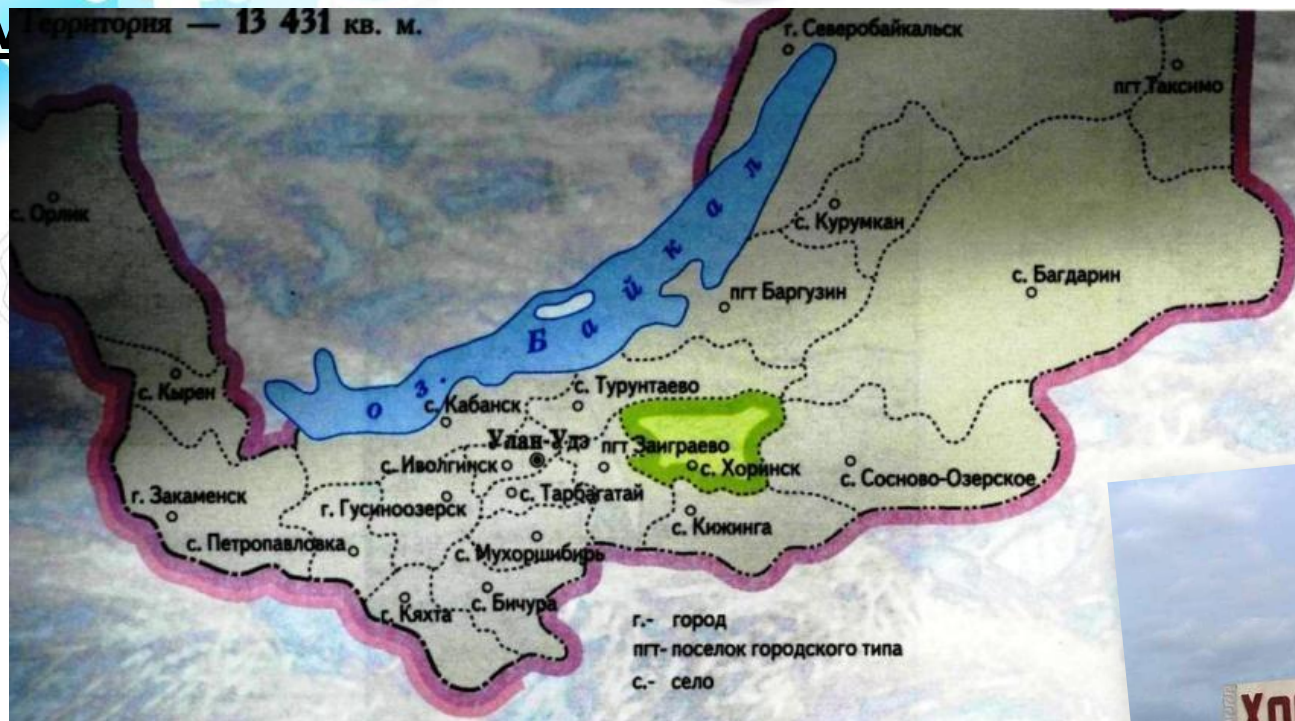 Территория — 13 431 кв. м.
г. Северобайкальск
пгт Таксимо
с. Орлик
с. Курумкан
с. Багдарин
пгт Баргузин
оз. Байкал
с. Кырен
с. Турунтаево
с. Кабанск
Улан-Удэ
пгт Заиграево
с. Иволгинск
с. Хоринск
с. Сосново-Озерское
г. Закаменск
г. Гусиноозерск
с. Тарбагатай
с. Кижинга
с. Петропавловка
с. Мухоршибирь
г. Кяхта
с. Бичура
г.- город
пгт- поселок городского типа
с.- село